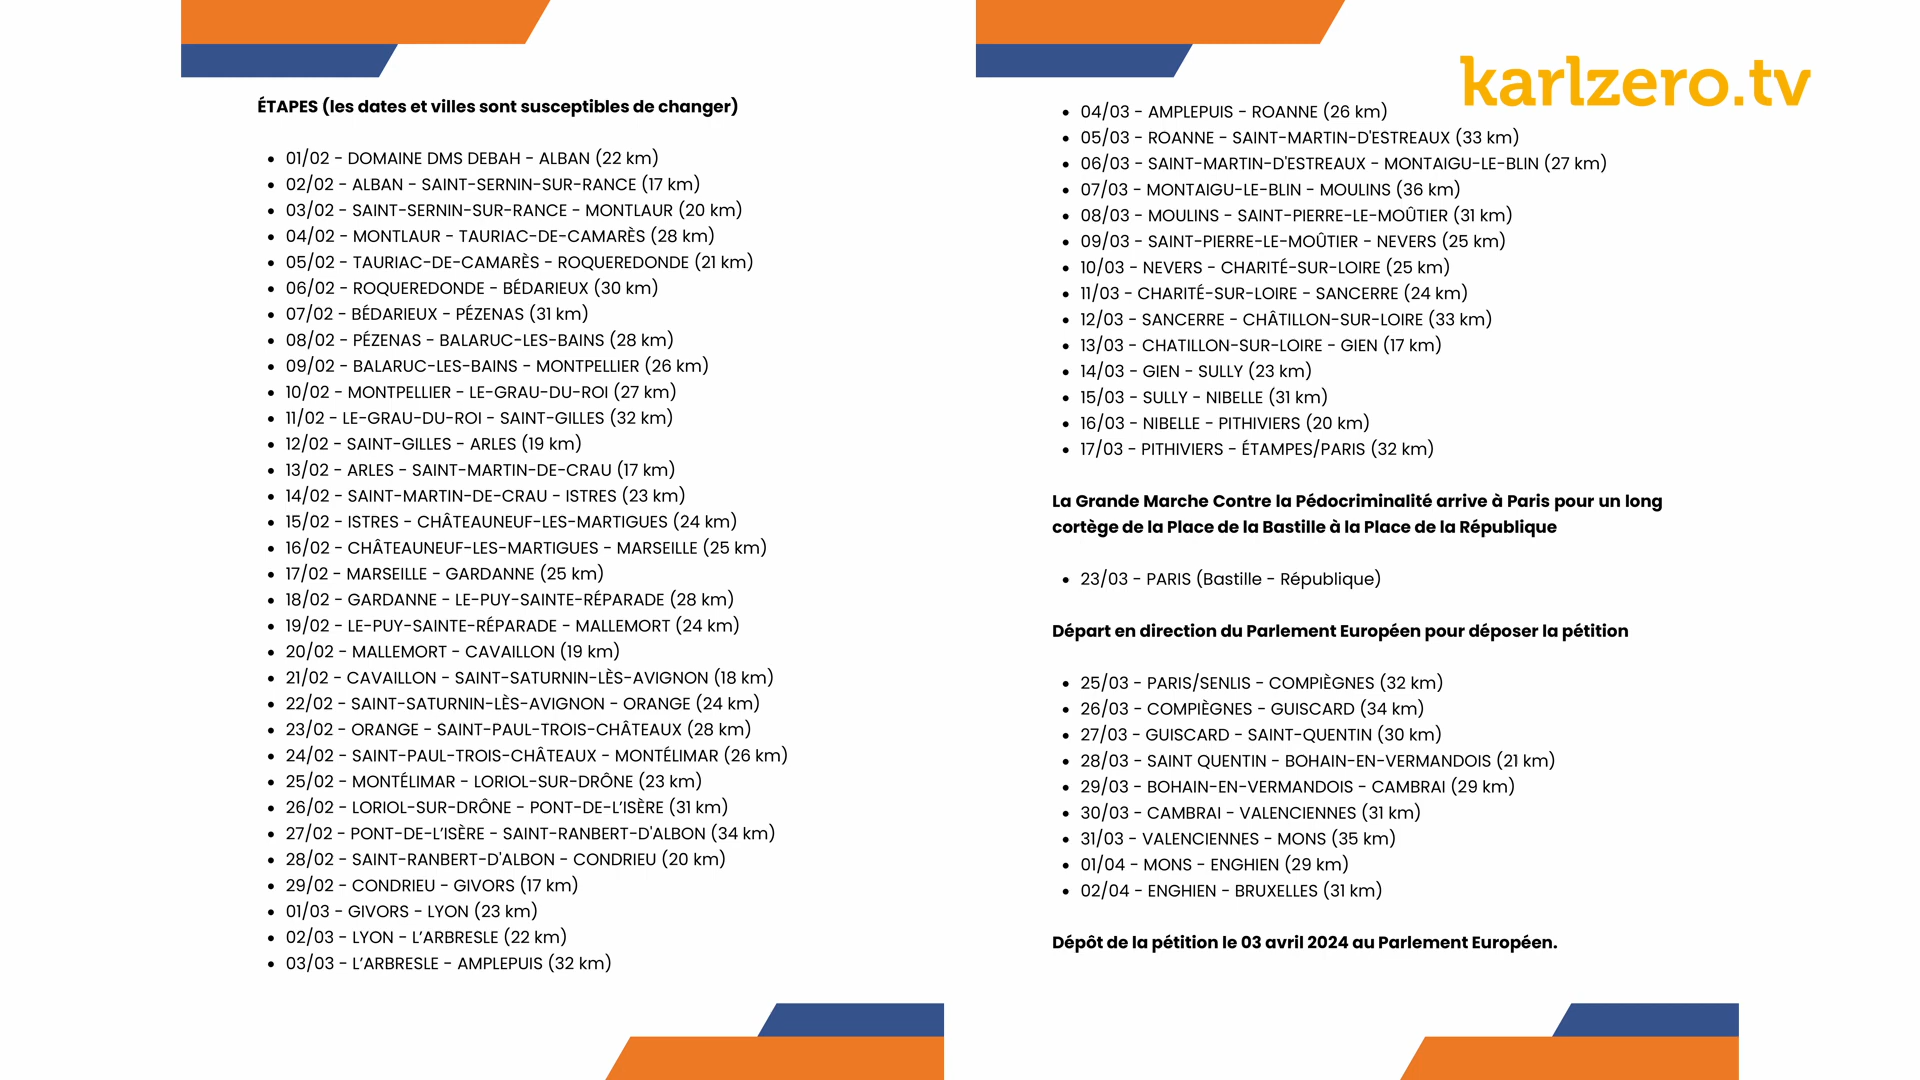 ÉTAPES (les dates et villes sont susceptibles de changer)
• 01/02 - DOMAINE DMS DEBAH - ALBAN (22 km)
• 02/02 - ALBAN - SAINT-SERNIN-SUR-RANCE (17 km)
• 03/02 - SAINT-SERNIN-SUR-RANCE - MONTLAUR (20 km)
• 04/02 - MONTLAUR - TAURIAC-DE-CAMARÈS (28 km)
• 05/02 - TAURIAC-DE-CAMARÈS - ROQUEREDONDE (21 km)
• 06/02 - ROQUEREDONDE - BÉDARIEUX (30 km)
• 07/02 - BÉDARIEUX - PÉZENAS (31 km)
• 08/02 - PÉZENAS - BALARUC-LES-BAINS (28 km)
• 09/02 - BALARUC-LES-BAINS - MONTPELLIER (26 km)
• 10/02 - MONTPELLIER - LE-GRAU-DU-ROI (27 km)
• 11/02 - LE-GRAU-DU-ROI - SAINT-GILLES (32 km)
• 12/02 - SAINT-GILLES - ARLES (19 km)
• 13/02 - ARLES - SAINT-MARTIN-DE-CRAU (17 km)
• 14/02 - SAINT-MARTIN-DE-CRAU - ISTRES (23 km)
• 15/02 - ISTRES - CHÂTEAUNEUF-LES-MARTIGUES (24 km)
• 16/02 - CHÂTEAUNEUF-LES-MARTIGUES - MARSEILLE (25 km)
• 17/02 - MARSEILLE - GARDANNE (25 km)
• 18/02 - GARDANNE - LE-PUY-SAINTE-RÉPARADE (28 km)
• 19/02 - LE-PUY-SAINTE-RÉPARADE - MALLEMORT (24 km)
• 20/02 - MALLEMORT - CAVAILLON (19 km)
• 21/02 - CAVAILLON - SAINT-SATURNIN-LÈS-AVIGNON (18 km)
• 22/02 - SAINT-SATURNIN-LÈS-AVIGNON - ORANGE (24 km)
• 23/02 - ORANGE - SAINT-PAUL-TROIS-CHÂTEAUX (28 km)
• 24/02 - SAINT-PAUL-TROIS-CHÂTEAUX - MONTÉLIMAR (26 km)
• 25/02 - MONTÉLIMAR - LORIOL-SUR-DRÔNE (23 km)
• 26/02 - LORIOL-SUR-DRÔNE - PONT-DE-L’ISÈRE (31 km)
• 27/02 - PONT-DE-L’ISÈRE - SAINT-RANBERT-D'ALBON (34 km)
• 28/02 - SAINT-RANBERT-D'ALBON - CONDRIEU (20 km)
• 29/02 - CONDRIEU - GIVORS (17 km)
• 01/03 - GIVORS - LYON (23 km)
• 02/03 - LYON - L’ARBRESLE (22 km)
• 03/03 - L’ARBRESLE - AMPLEPUIS (32 km)
karlzero.tv
• 04/03 - AMPLEPUIS - ROANNE (26 km)
• 05/03 - ROANNE - SAINT-MARTIN-D'ESTREAUX (33 km)
• 06/03 - SAINT-MARTIN-D'ESTREAUX - MONTAIGU-LE-BLIN (27 km)
• 07/03 - MONTAIGU-LE-BLIN - MOULINS (36 km)
• 08/03 - MOULINS - SAINT-PIERRE-LE-MOÛTIER (31 km)
• 09/03 - SAINT-PIERRE-LE-MOÛTIER - NEVERS (25 km)
• 10/03 - NEVERS - CHARITÉ-SUR-LOIRE (25 km)
• 11/03 - CHARITÉ-SUR-LOIRE - SANCERRE (24 km)
• 12/03 - SANCERRE - CHÂTILLON-SUR-LOIRE (33 km)
• 13/03 - CHATILLON-SUR-LOIRE - GIEN (17 km)
• 14/03 - GIEN - SULLY (23 km)
• 15/03 - SULLY - NIBELLE (31 km)
• 16/03 - NIBELLE - PITHIVIERS (20 km)
• 17/03 - PITHIVIERS - ÉTAMPES/PARIS (32 km)
La Grande Marche Contre la Pédocriminalité arrive à Paris pour un long
cortège de la Place de la Bastille à la Place de la République
• 23/03 - PARIS (Bastille - République)
Départ en direction du Parlement Européen pour déposer la pétition
• 25/03 - PARIS/SENLIS - COMPIÈGNES (32 km)
• 26/03 - COMPIÈGNES - GUISCARD (34 km)
• 27/03 - GUISCARD - SAINT-QUENTIN (30 km)
• 28/03 - SAINT QUENTIN - BOHAIN-EN-VERMANDOIS (21 km)
• 29/03 - BOHAIN-EN-VERMANDOIS - CAMBRAI (29 km)
• 30/03 - CAMBRAI - VALENCIENNES (31 km)
• 31/03 - VALENCIENNES - MONS (35 km)
• 01/04 - MONS - ENGHIEN (29 km)
• 02/04 - ENGHIEN - BRUXELLES (31 km)
Dépôt de la pétition le 03 avril 2024 au Parlement Européen.